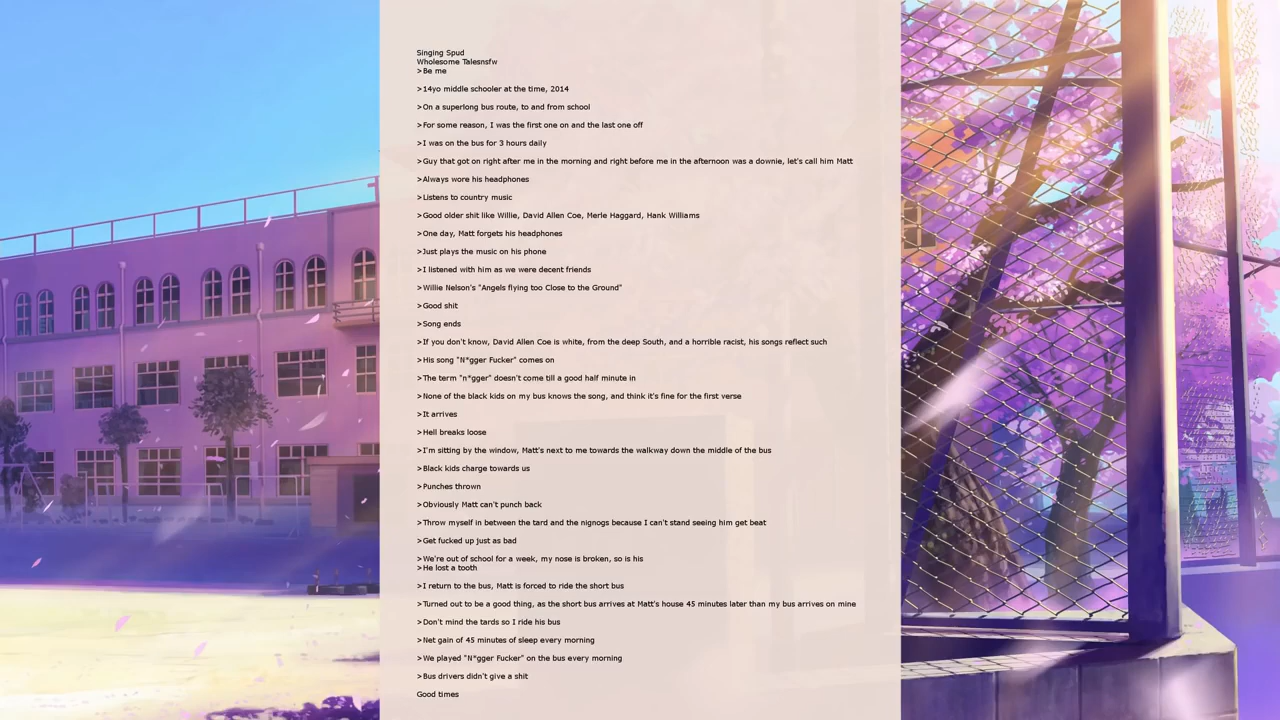 Singing Spud
Wholesome Talesnsfw
>Be me
>14yo middle schooler at the time, 2014
>On a superlong bus route, to and from school
>For some reason, I was the first one on and the last one off
>I was on the bus for 3 hours daily
>Guy that got on right after me in the morning and right before me in the afternoon was a downie, let's call him Matt
>Always wore his headphones
>Listens to country music
>Good older shit like Willie, David Allen Coe, Merle Haggard, Hank Williams
>One day, Matt forgets his headphones
>Just plays the music on his phone
>I listened with him as we were decent friends
>Willie Nelson's "Angels flying too Close to the Ground"
>Good shit
>Song ends
>If you don't know, David Allen Coe is white, from the deep South, and a horrible racist, his songs reflect such
>His song "N*gger Fucker" comes on
>The term "n*gger" doesn't come till a good half minute in
>None of the black kids on my bus knows the song, and think it's fine for the first verse
>It arrives
>Hell breaks loose
>I'm sitting by the window, Matt's next to me towards the walkway down the middle of the bus
>Black kids charge towards us
>Punches thrown
>Obviously Matt can't punch back
>Throw myself in between the tard and the nignogs because I can't stand seeing him get beat
>Get fucked up just as bad
>We're out of school for a week, my nose is broken, so is his
>He lost a tooth
>I return to the bus, Matt is forced to ride the short bus
>Turned out to be a good thing, as the short bus arrives at Matt's house 45 minutes later than my bus arrives on mine
>Don't mind the tards so I ride his bus
>Net gain of 45 minutes of sleep every morning
>We played "N*gger Fucker" on the bus every morning
>Bus drivers didn't give a shit
Good times